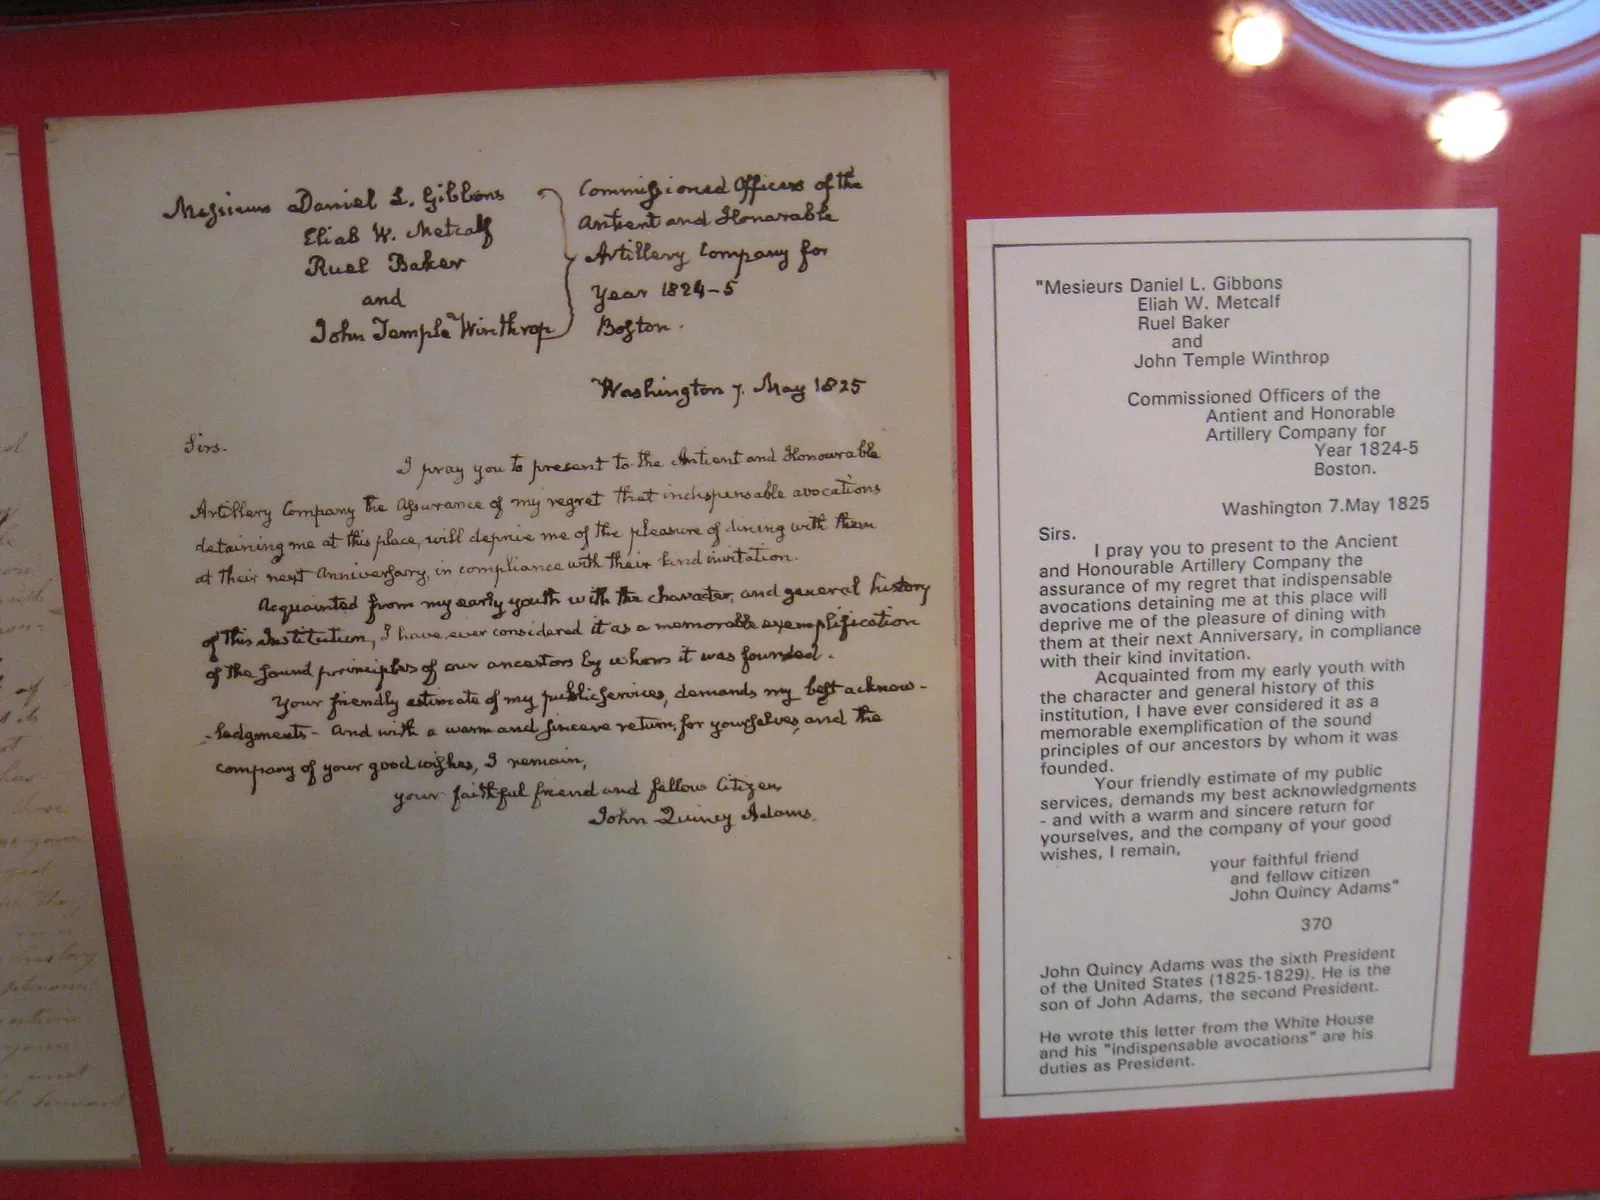 Messieurs Daniel L. Gibbons
Eliab W. Metcalf
Ruel Baker
and
John Temple Winthrop
Commissioned Officers of the
Antient and Honorable
Artillery Company for
Year 1824-5
Boston.
Washington 7. May 1825
Sirs.
I pray you to present to the Antient and Honourable
Artillery Company the assurance of my regret that indispensable avocations
detaining me at this place, will deprive me of the pleasure of dining with them
at their next Anniversary, in compliance with their kind invitation.
Acquainted from my early youth with the character, and general history
of this Institution, I have ever considered it as a memorable exemplification
of the sound principles of our ancestors by whom it was founded.
Your friendly estimate of my public services, demands my best acknow-
-ledgments - and with a warm and sincere return, for yourselves, and the
company of your good wishes, I remain,
your faithful friend and fellow Citizen
John Quincy Adams.
"Mesieurs Daniel L. Gibbons
Eliah W. Metcalf
Ruel Baker
and
John Temple Winthrop
Commissioned Officers of the
Antient and Honorable
Artillery Company for
Year 1824-5
Boston.
Washington 7.May 1825
Sirs.
I pray you to present to the Ancient
and Honourable Artillery Company the
assurance of my regret that indispensable
avocations detaining me at this place will
deprive me of the pleasure of dining with
them at their next Anniversary, in compliance
with their kind invitation.
Acquainted from my early youth with
the character and general history of this
institution, I have ever considered it as a
memorable exemplification of the sound
principles of our ancestors by whom it was
founded.
Your friendly estimate of my public
services, demands my best acknowledgments
- and with a warm and sincere return for
yourselves, and the company of your good
wishes, I remain,
your faithful friend
and fellow citizen
John Quincy Adams"
370
John Quincy Adams was the sixth President
of the United States (1825-1829). He is the
son of John Adams, the second President.
He wrote this letter from the White House
and his "indispensable avocations" are his
duties as President.